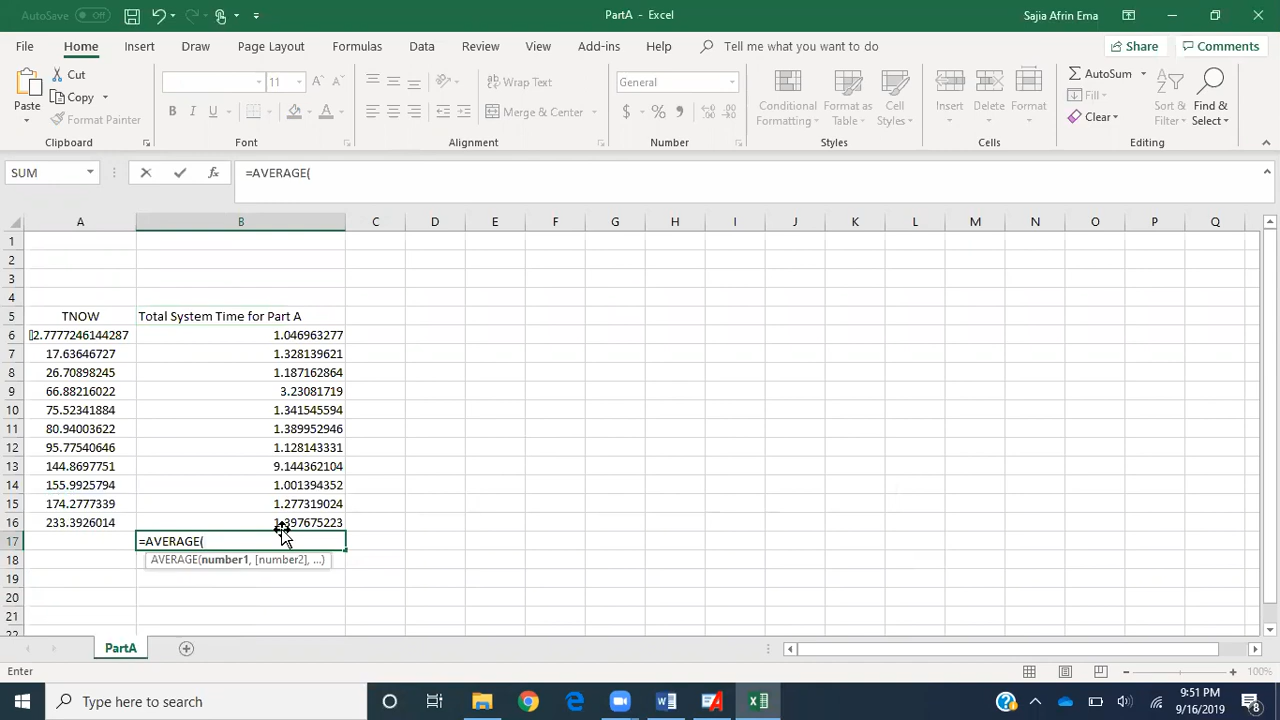 AutoSave Off PartA - Excel Sajia Afrin Ema
File Home Insert Draw Page Layout Formulas Data Review View Add-ins Help Tell me what you want to do Share Comments
Paste Cut Copy Format Painter
Clipboard
11
B I U A
Font
Wrap Text
Merge & Center
Alignment
General
$ % ,
Number
Conditional Formatting Format as Table Cell Styles
Styles
Insert Delete Format
Cells
AutoSum
Fill
Clear
Sort & Filter Find & Select
Editing
SUM fx =AVERAGE(
A B C D E F G H I J K L M N O P Q
1
2
3
4
5 TNOW Total System Time for Part A
6 2.7777246144287 1.046963277
7 17.63646727 1.328139621
8 26.70898245 1.187162864
9 66.88216022 3.23081719
10 75.52341884 1.341545594
11 80.94003622 1.389952946
12 95.77540646 1.128143331
13 144.8697751 9.144362104
14 155.9925794 1.001394352
15 174.2777339 1.277319024
16 233.3926014 1.397675223
17 =AVERAGE(
18 AVERAGE(number1, [number2], ...)
19
20
21
22
PartA
Enter 100%
Type here to search
9:51 PM
9/16/2019
8